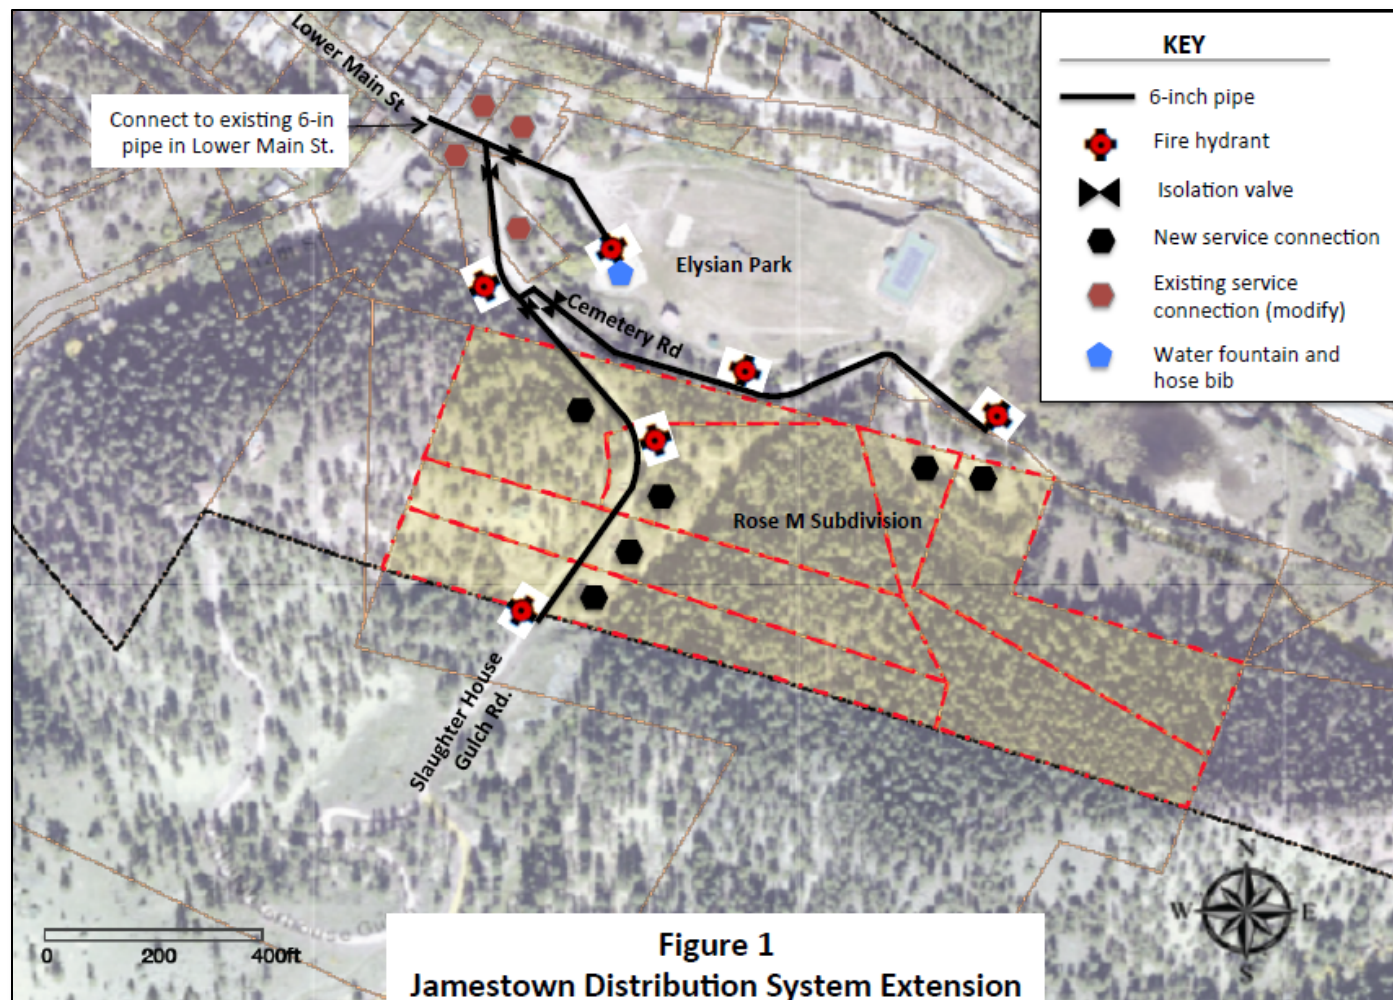 Lower Main St
Connect to existing 6-in
pipe in Lower Main St.
KEY
6-inch pipe
Fire hydrant
Isolation valve
New service connection
Existing service
connection (modify)
Water fountain and
hose bib
Elysian Park
Cemetery Rd
Rose M Subdivision
Slaughter House
Gulch Rd.
N
W
E
S
0
200
400ft
Figure 1
Jamestown Distribution System Extension